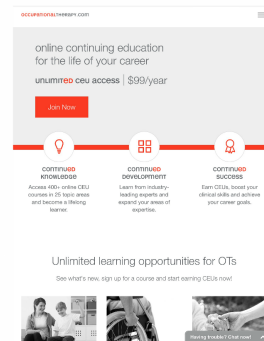 OCCUPATIONALTHERAPY.COM
online continuing education
for the life of your career
unlimited ceu access | $99/year
Join Now
continued
knowledge
Access 400+ online CEU
courses in 25 topic areas
and become a lifelong
learner.
continued
development
Learn from industry-
leading experts and
expand your areas of
expertise.
continued
success
Earn CEUs, boost your
clinical skills and achieve
your career goals.
Unlimited learning opportunities for OTs
See what's new, sign up for a course and start earning CEUs now!
Having trouble? Chat now!